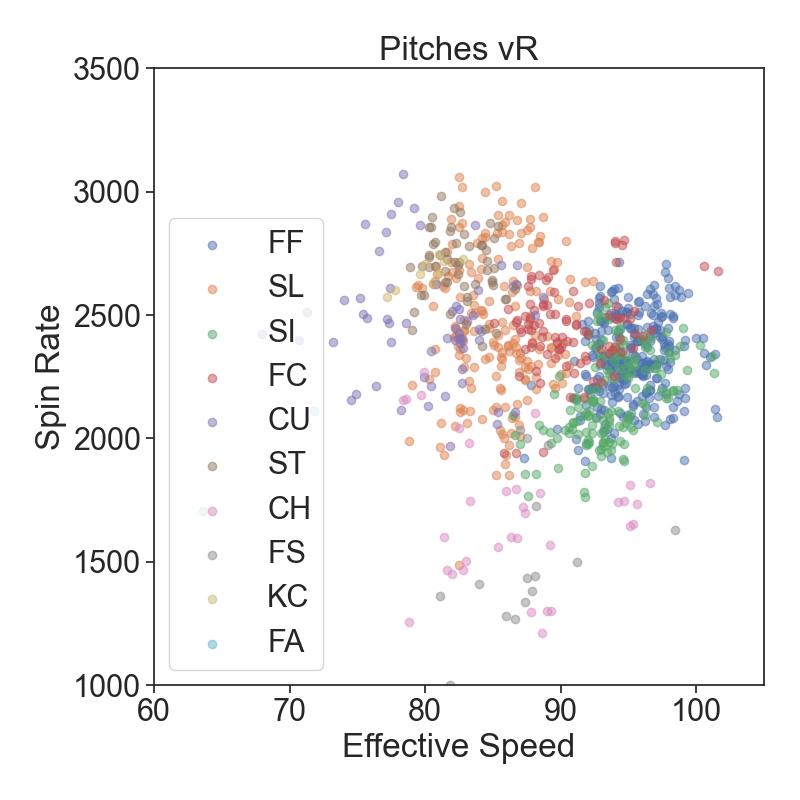 Pitches vR
Spin Rate
3500
3000
2500
2000
1500
1000
FF
SL
SI
FC
CU
ST
CH
FS
KC
FA
60
70
80
90
100
Effective Speed